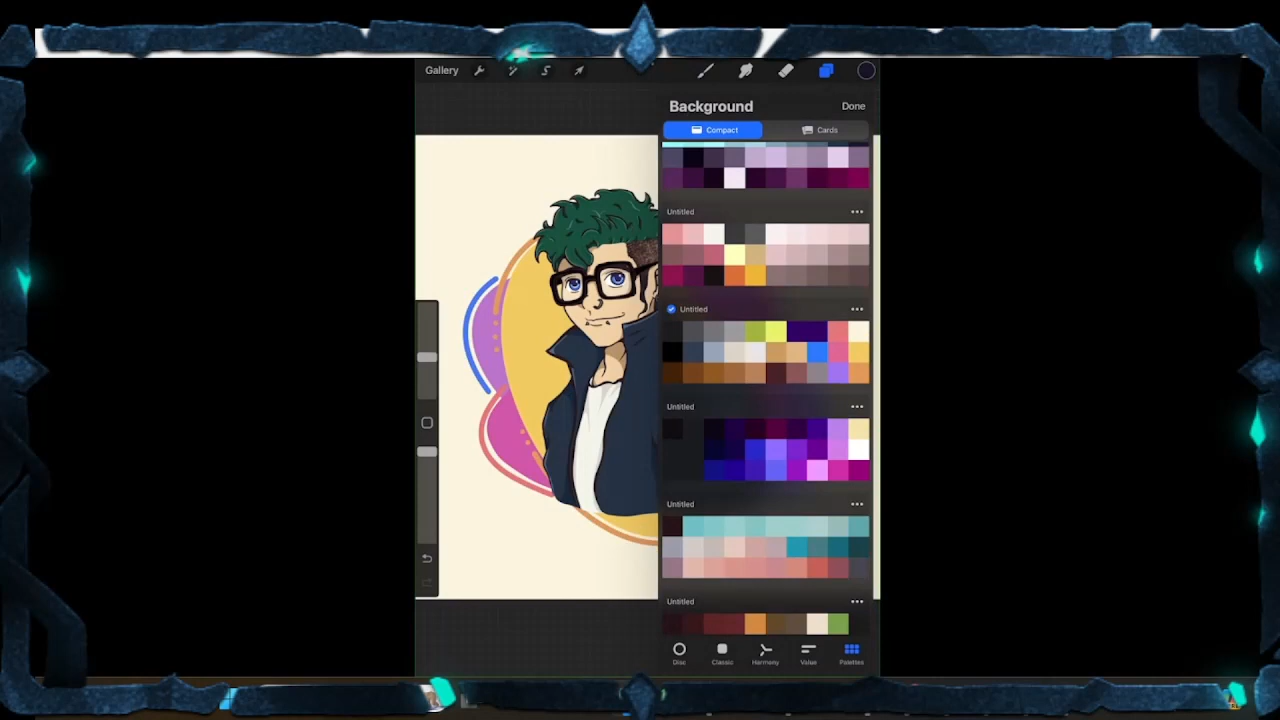 Gallery
Background
Done
Compact
Cards
Untitled
Untitled
Untitled
Untitled
Untitled
Disc
Classic
Harmony
Value
Palettes